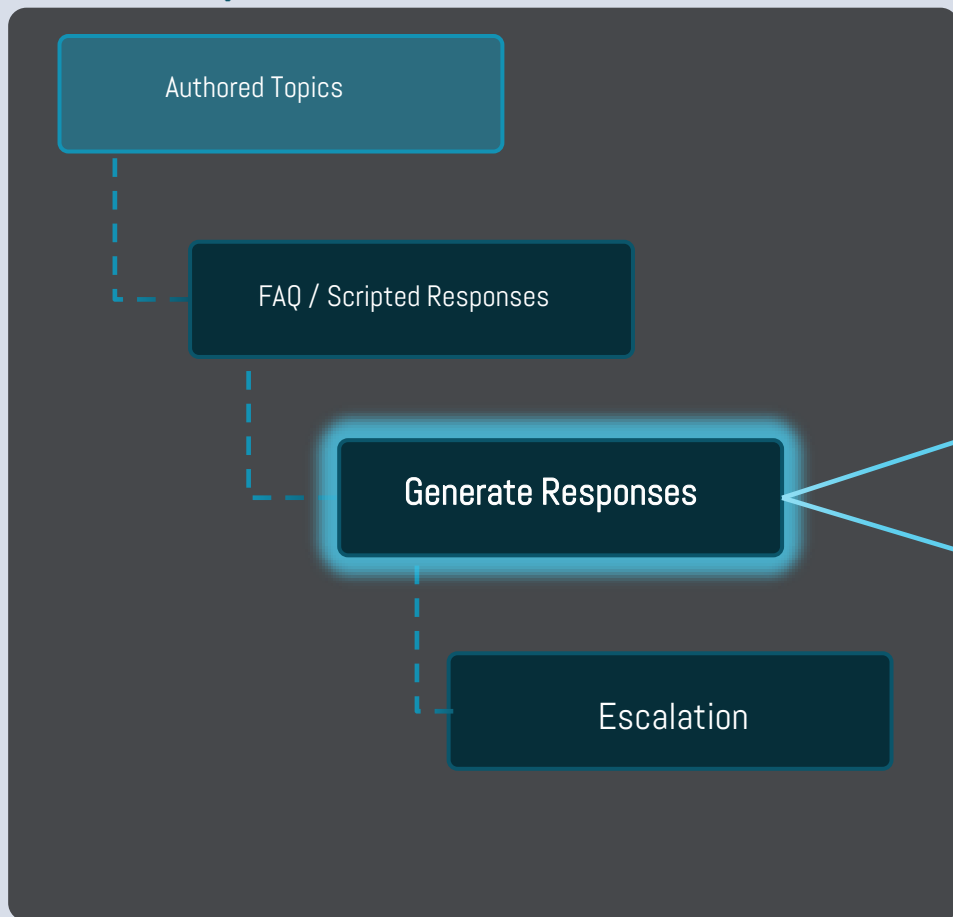 Authored Topics
FAQ / Scripted Responses
Generate Responses
Escalation